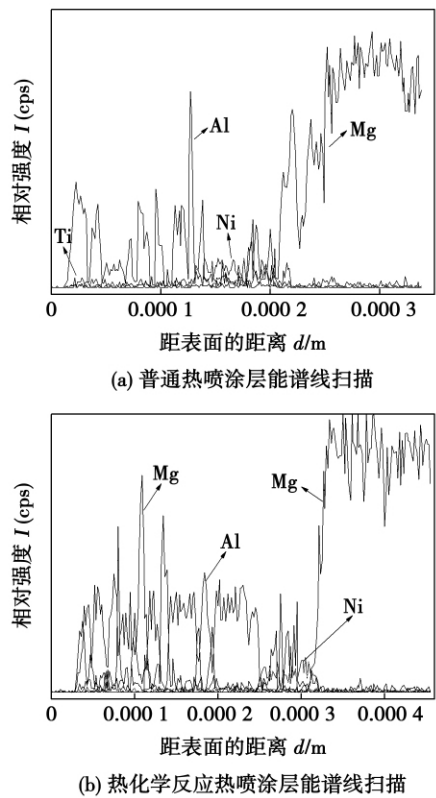 相对强度 I (cps)
Al
Mg
Ni
Ti
0 0.000 1 0.000 2 0.000 3
距表面的距离 d/m
(a) 普通热喷涂层能谱线扫描
相对强度 I (cps)
Mg
Mg
Al
Ni
0 0.000 1 0.000 2 0.000 3 0.000 4
距表面的距离 d/m
(b) 热化学反应热喷涂层能谱线扫描